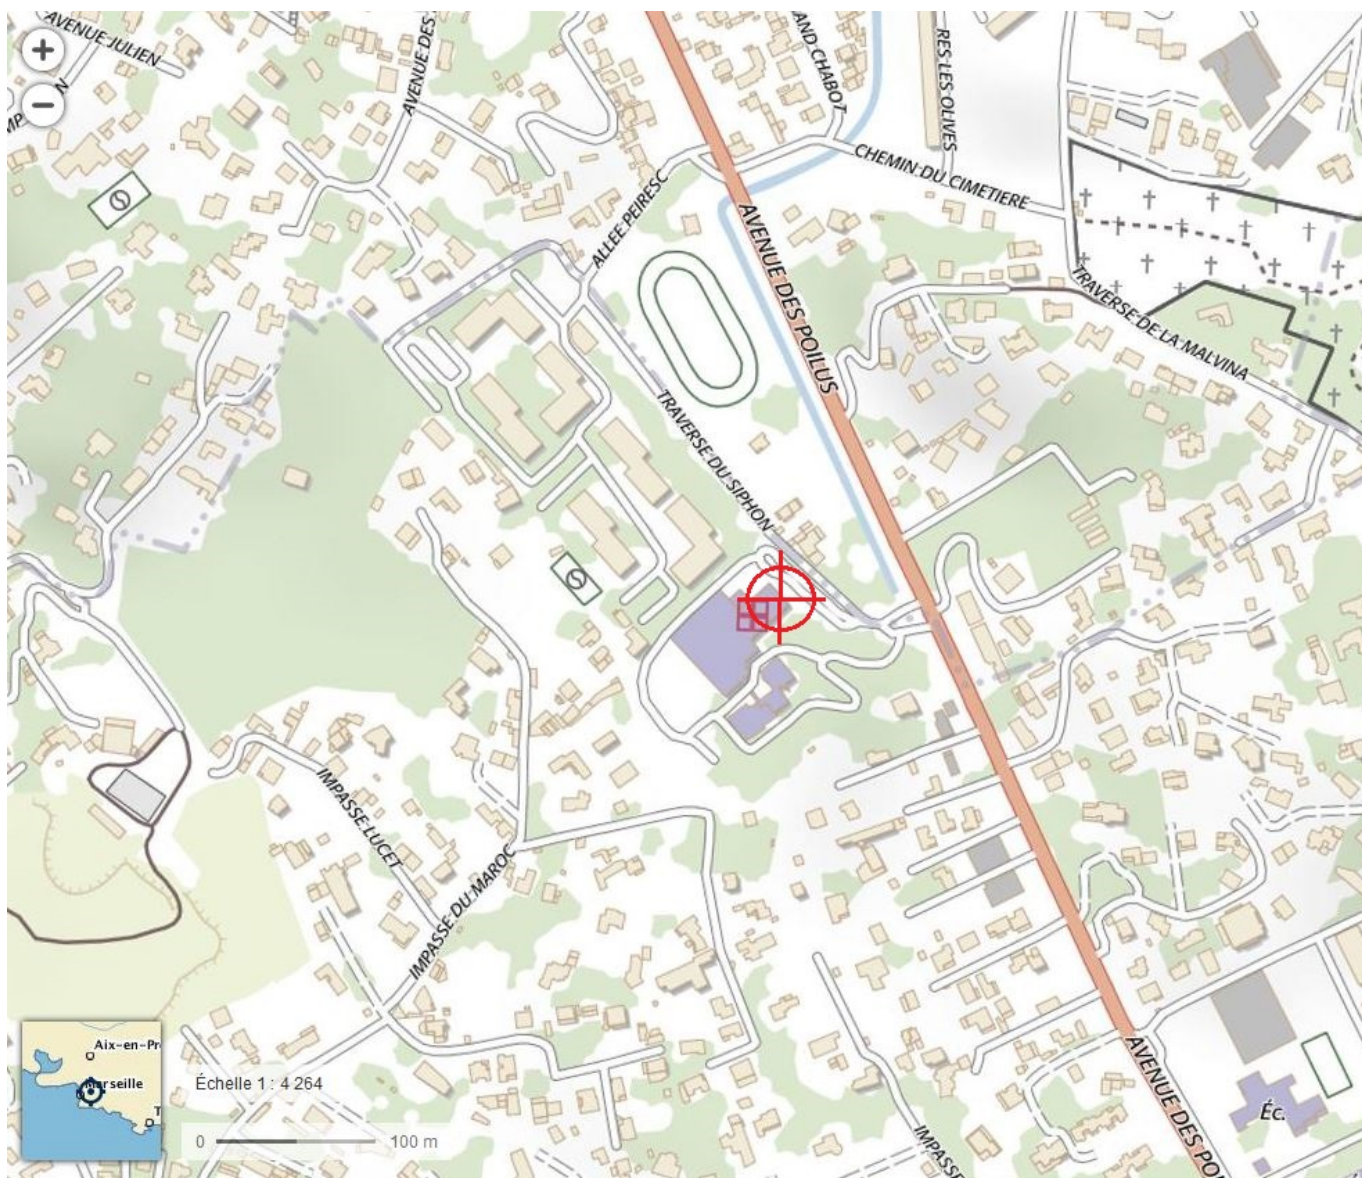 AVENUE JULIEN
AVENUE DES
AND CHABOT
RES LES OLIVES
CHEMIN DU CIMETIERE
ALLEE PEIRESC
AVENUE DES POILUS
TRAVERSE DE LA MALVINA
TRAVERSE DU SIPHON
IMPASSE LUCET
IMPASSE DU MAROC
AVENUE DES POI
Éc.
IMPASSE
Aix-en-Pr
Marseille
T
Échelle 1 : 4 264
0 100 m